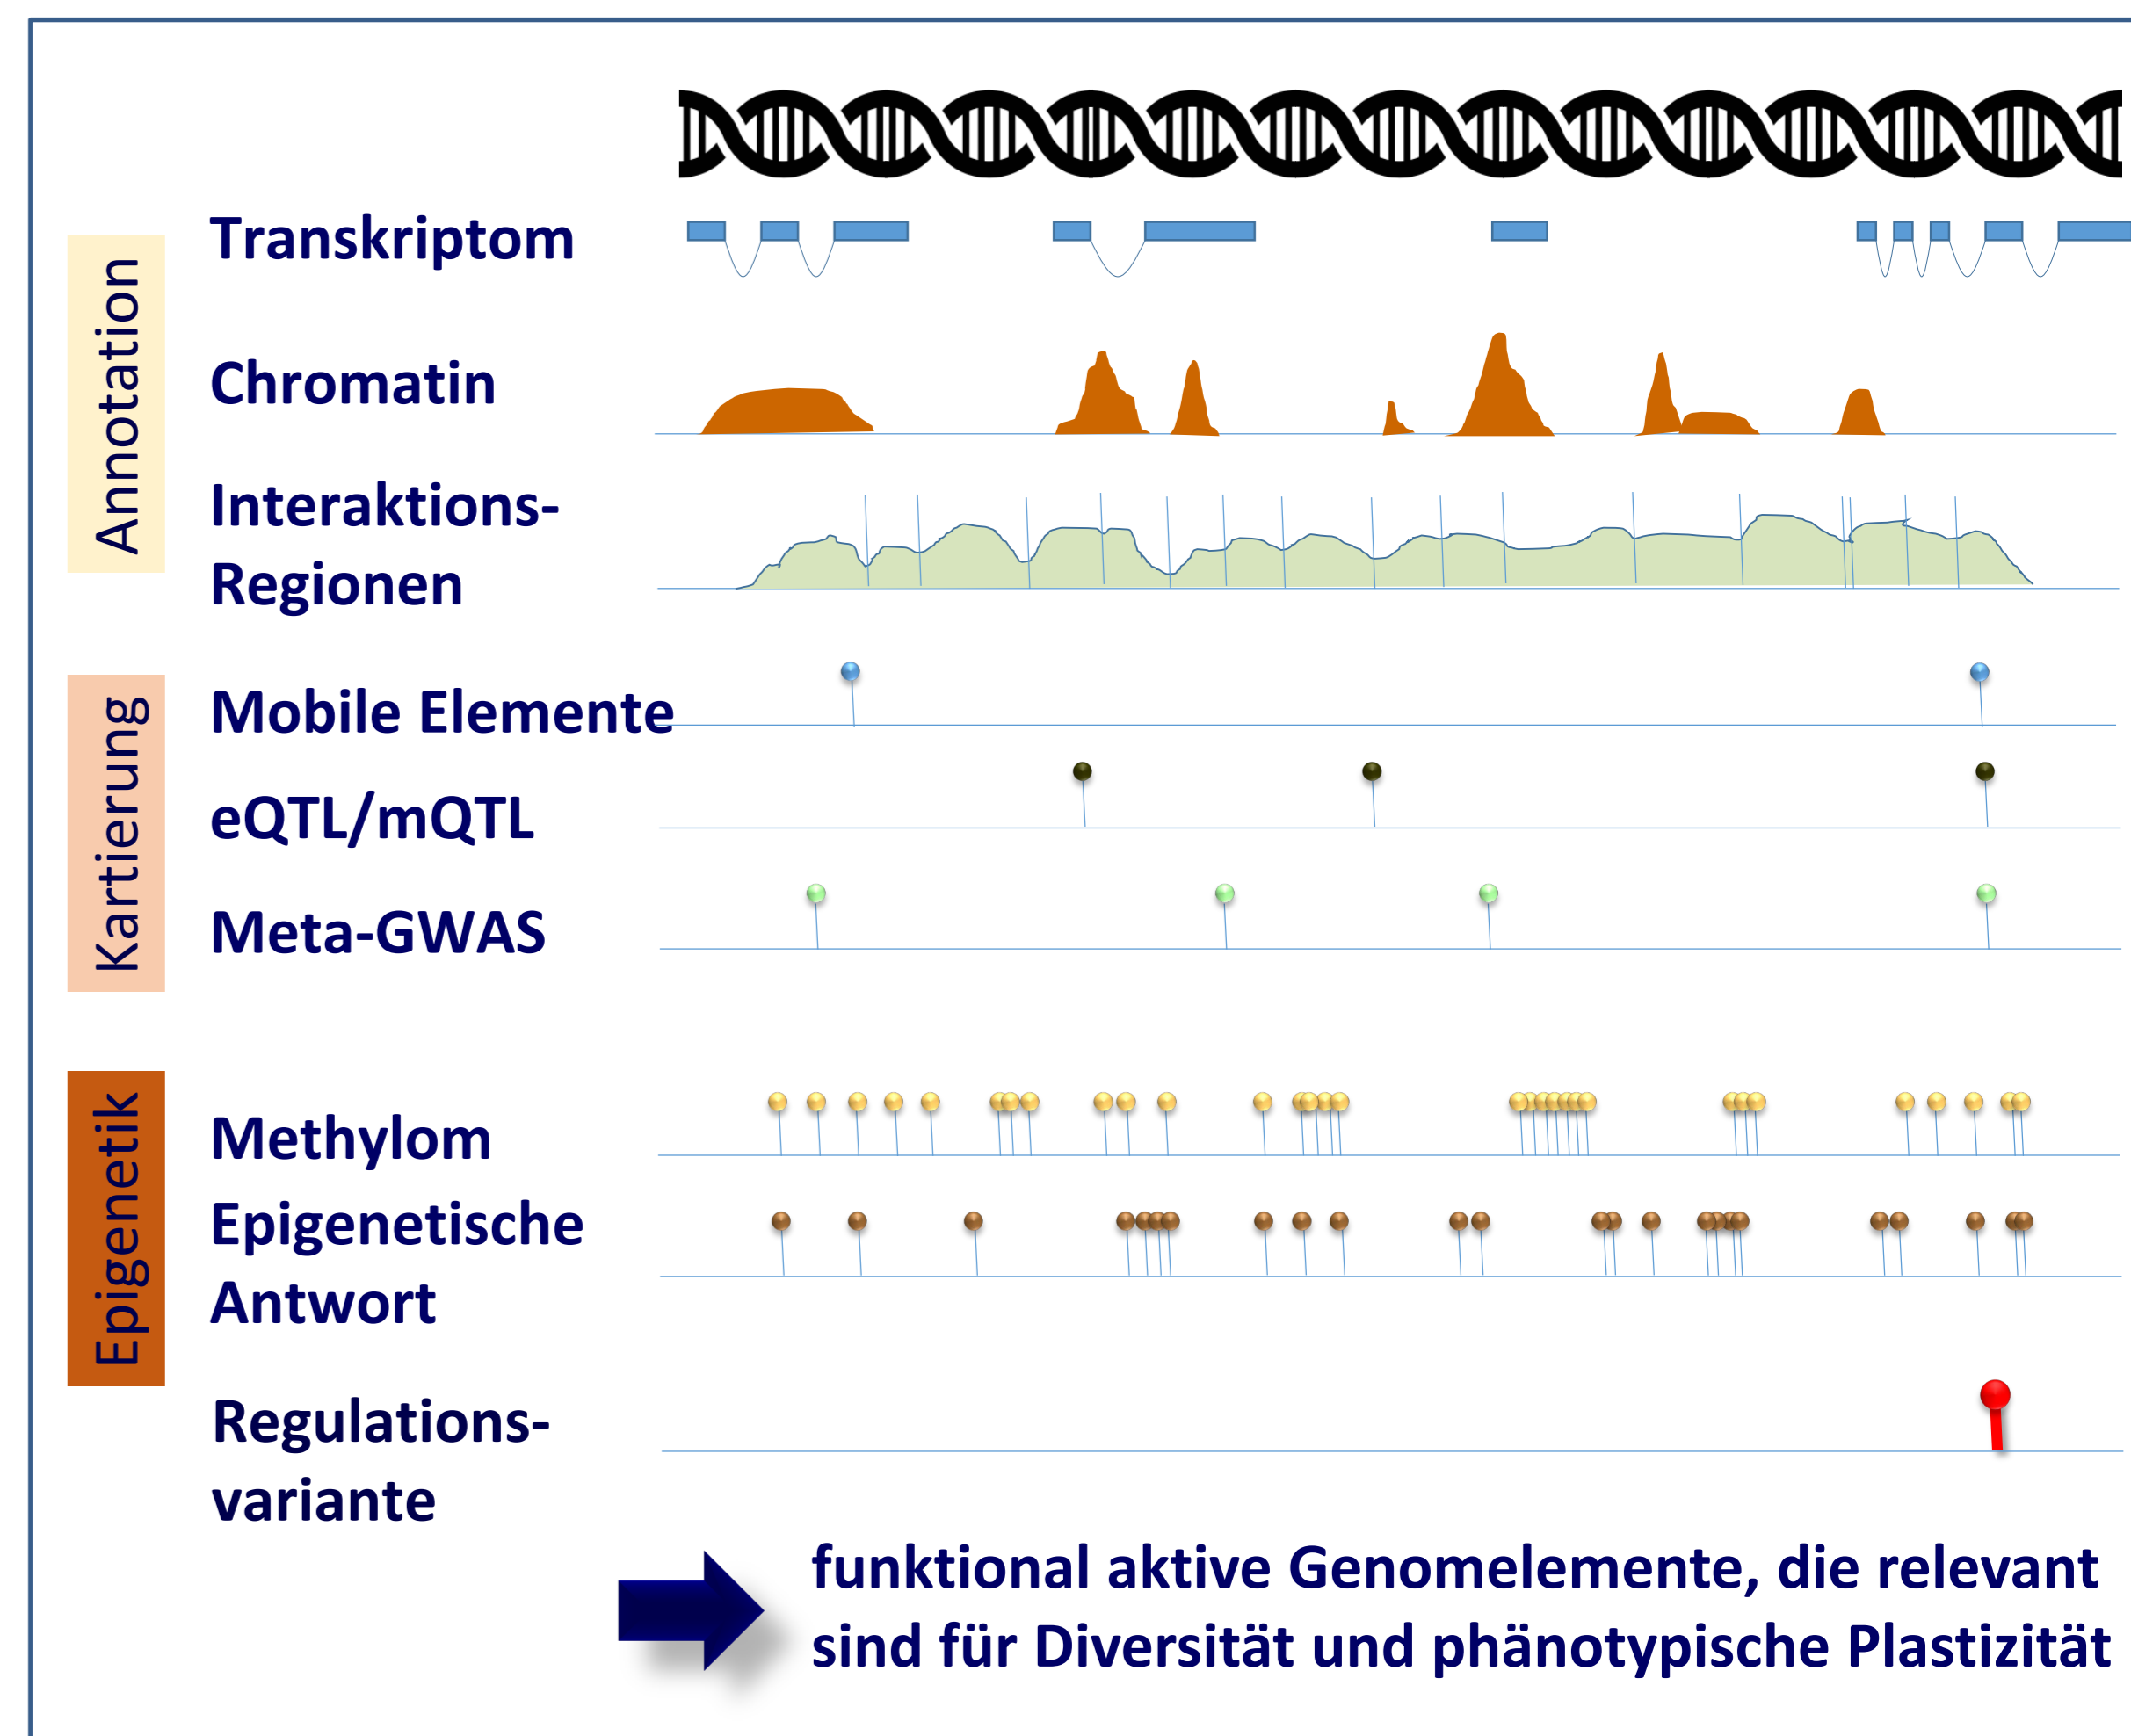 Annotation
Transkriptom
Chromatin
Interaktions-
Regionen
Kartierung
Mobile Elemente
eQTL/mQTL
Meta-GWAS
Epigenetik
Methylom
Epigenetische
Antwort
Regulations-
variante
funktional aktive Genomelemente, die relevant
sind für Diversität und phänotypische Plastizität